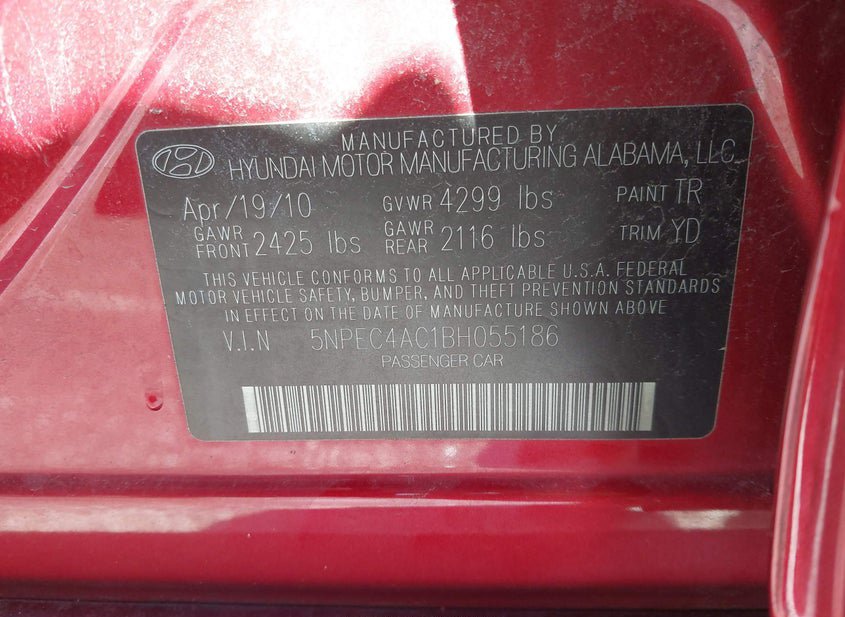 MANUFACTURED BY
HYUNDAI MOTOR MANUFACTURING ALABAMA, LLC
Apr/19/10 GVWR 4299 lbs PAINT TR
GAWR FRONT 2425 lbs GAWR REAR 2116 lbs TRIM YD
THIS VEHICLE CONFORMS TO ALL APPLICABLE U.S.A. FEDERAL
MOTOR VEHICLE SAFETY, BUMPER, AND THEFT PREVENTION STANDARDS
IN EFFECT ON THE DATE OF MANUFACTURE SHOWN ABOVE
V.I.N 5NPEC4AC1BH055186
PASSENGER CAR